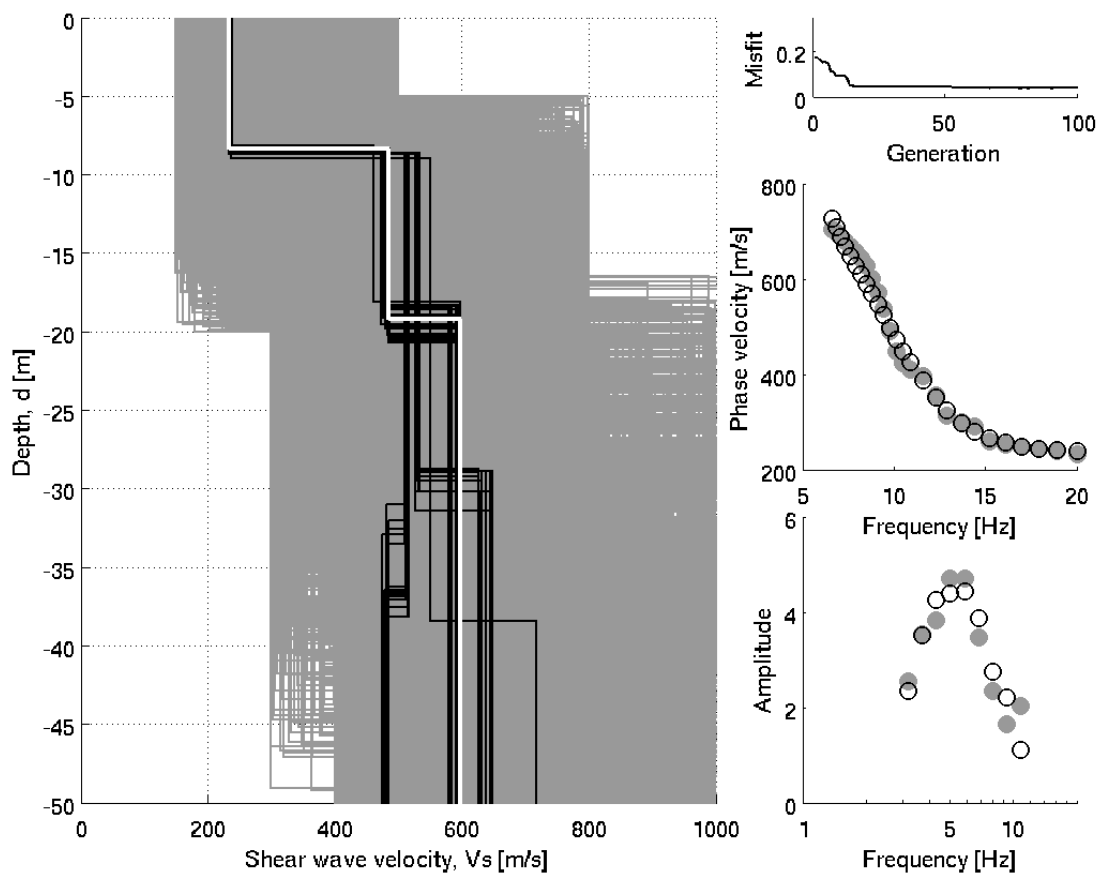 0
-5
-10
-15
-20
-25
-30
-35
-40
-45
-50
Depth, d [m]
0 200 400 600 800 1000
Shear wave velocity, Vs [m/s]
0.2
0
Misfit
0 50 100
Generation
800
600
400
200
Phase velocity [m/s]
5 10 15 20
Frequency [Hz]
6
4
2
0
Amplitude
1 5 10
Frequency [Hz]